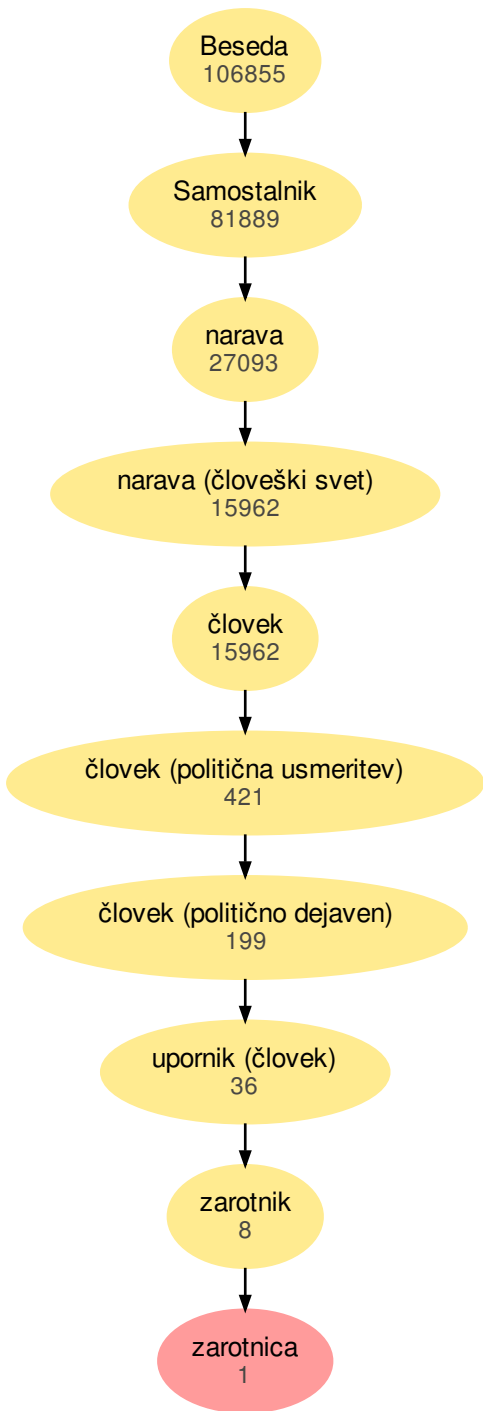 Beseda
106855
Samostalnik
81889
narava
27093
narava (človeški svet)
15962
človek
15962
človek (politična usmeritev)
421
človek (politično dejaven)
199
upornik (človek)
36
zarotnik
8
zarotnica
1